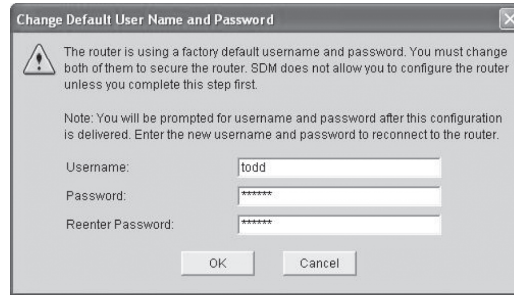 Change Default User Name and Password
The router is using a factory default username and password. You must change
both of them to secure the router. SDM does not allow you to configure the router
unless you complete this step first.
Note: You will be prompted for username and password after this configuration
is delivered. Enter the new username and password to reconnect to the router.
Username: todd
Password: ******
Reenter Password: ******
OK Cancel